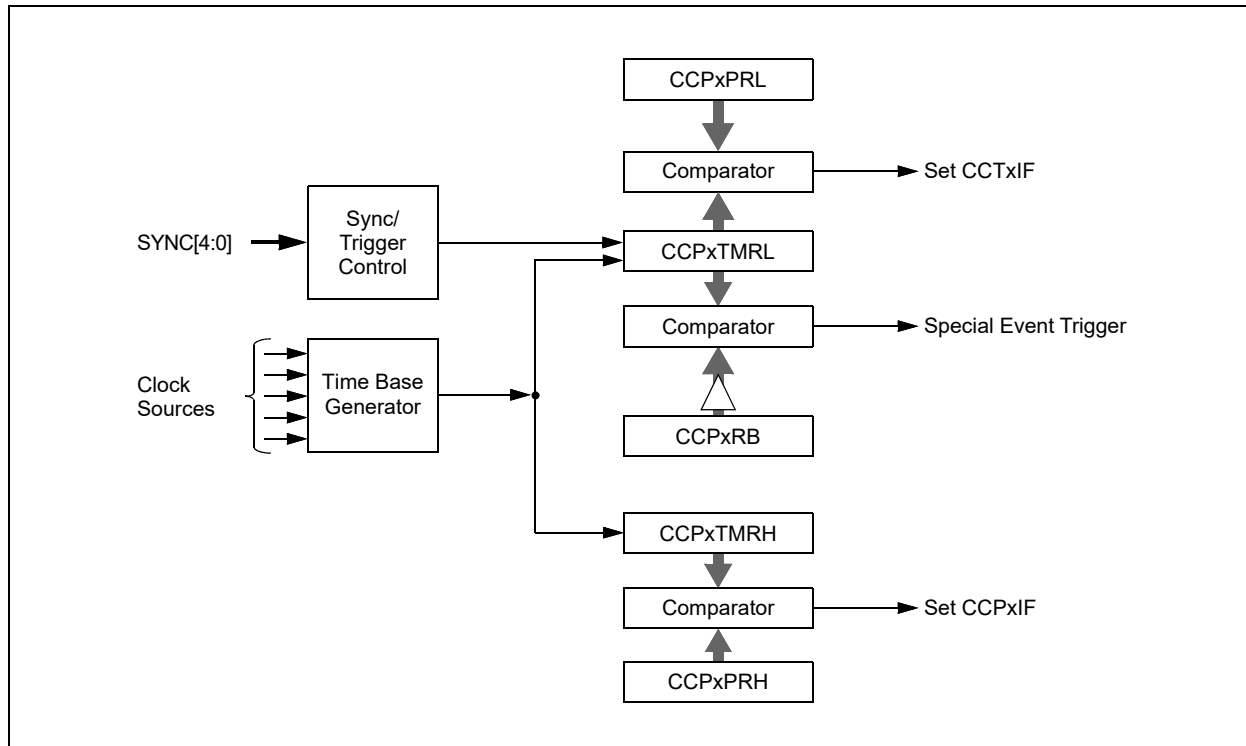 CCPxPRL
Comparator
Set CCTxIF
SYNC[4:0]
Sync/
Trigger
Control
CCPxTMRL
Comparator
Special Event Trigger
Clock
Sources
Time Base
Generator
CCPxRB
CCPxTMRH
Comparator
Set CCPxIF
CCPxPRH